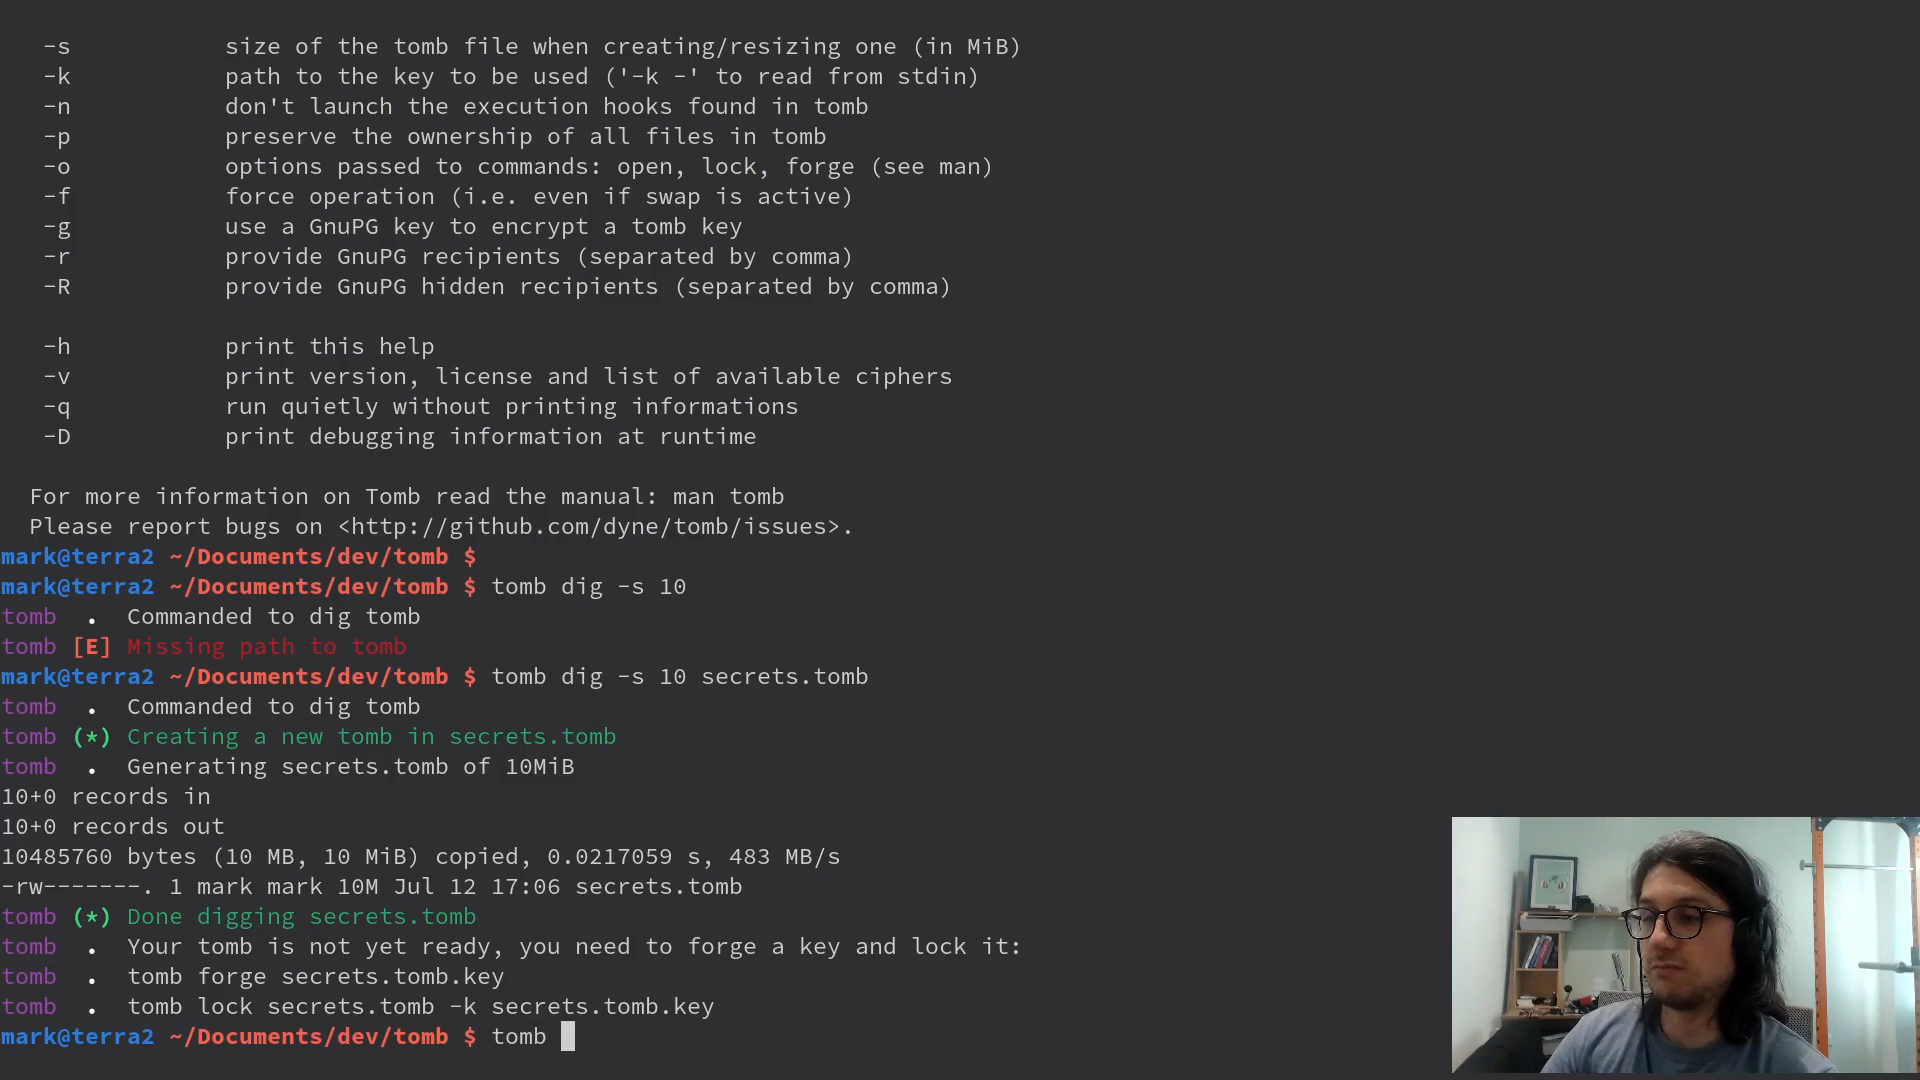 -s size of the tomb file when creating/resizing one (in MiB)
-k path to the key to be used ('-k -' to read from stdin)
-n don't launch the execution hooks found in tomb
-p preserve the ownership of all files in tomb
-o options passed to commands: open, lock, forge (see man)
-f force operation (i.e. even if swap is active)
-g use a GnuPG key to encrypt a tomb key
-r provide GnuPG recipients (separated by comma)
-R provide GnuPG hidden recipients (separated by comma)
-h print this help
-v print version, license and list of available ciphers
-q run quietly without printing informations
-D print debugging information at runtime
For more information on Tomb read the manual: man tomb
Please report bugs on <http://github.com/dyne/tomb/issues>.
mark@terra2 ~/Documents/dev/tomb $
mark@terra2 ~/Documents/dev/tomb $ tomb dig -s 10
tomb . Commanded to dig tomb
tomb [E] Missing path to tomb
mark@terra2 ~/Documents/dev/tomb $ tomb dig -s 10 secrets.tomb
tomb . Commanded to dig tomb
tomb (*) Creating a new tomb in secrets.tomb
tomb . Generating secrets.tomb of 10MiB
10+0 records in
10+0 records out
10485760 bytes (10 MB, 10 MiB) copied, 0.0217059 s, 483 MB/s
-rw-------. 1 mark mark 10M Jul 12 17:06 secrets.tomb
tomb (*) Done digging secrets.tomb
tomb . Your tomb is not yet ready, you need to forge a key and lock it:
tomb . tomb forge secrets.tomb.key
tomb . tomb lock secrets.tomb -k secrets.tomb.key
mark@terra2 ~/Documents/dev/tomb $ tomb